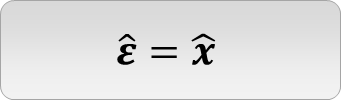 ε̂ = x̂